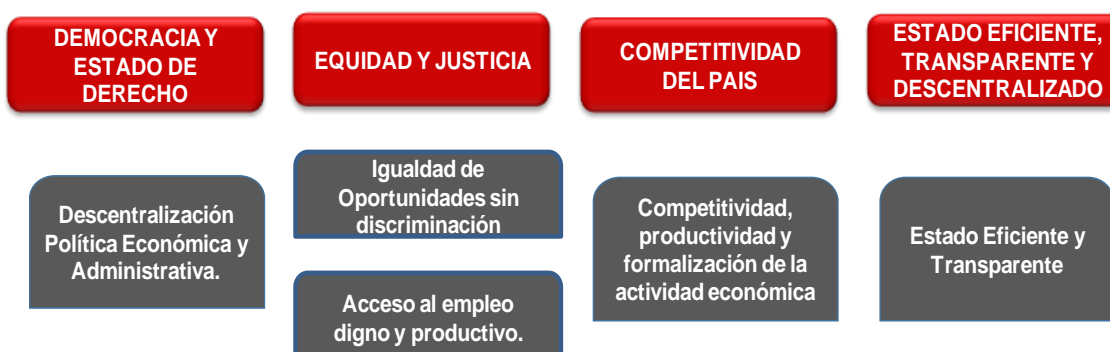 DEMOCRACIA Y
ESTADO DE
DERECHO
EQUIDAD Y JUSTICIA
COMPETITIVIDAD
DEL PAIS
ESTADO EFICIENTE,
TRANSPARENTE Y
DESCENTRALIZADO
Descentralización
Política Económica y
Administrativa.
Igualdad de
Oportunidades sin
discriminación
Acceso al empleo
digno y productivo.
Competitividad,
productividad y
formalización de la
actividad económica
Estado Eficiente y
Transparente